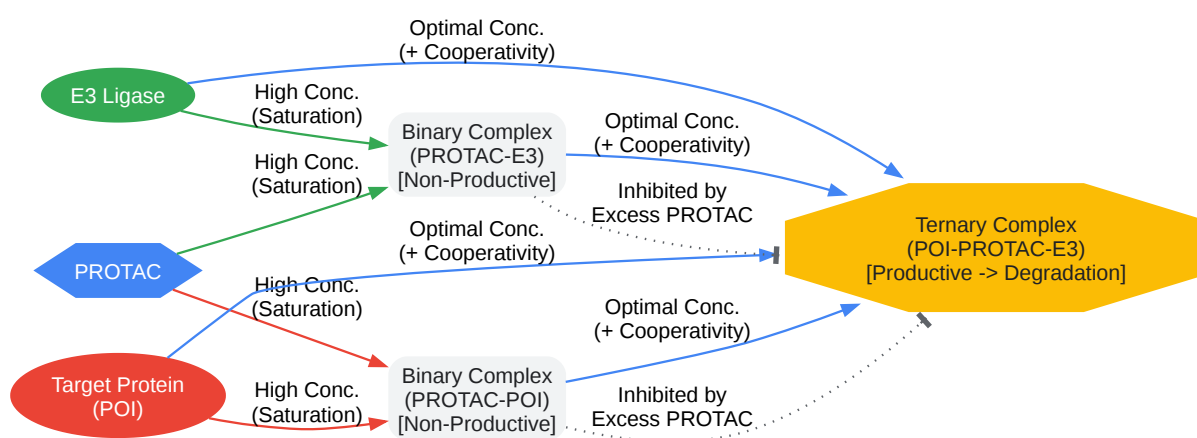 Optimal Conc.
(+ Cooperativity)
E3 Ligase
High Conc.
(Saturation)
Binary Complex
(PROTAC-E3)
[Non-Productive]
Optimal Conc.
(+ Cooperativity)
High Conc.
(Saturation)
Inhibited by
Excess PROTAC
Optimal Conc.
(+ Cooperativity)
Ternary Complex
(POI-PROTAC-E3)
[Productive -> Degradation]
PROTAC
High Conc.
(Saturation)
Optimal Conc.
(+ Cooperativity)
Target Protein
(POI)
High Conc.
(Saturation)
Binary Complex
(PROTAC-POI)
[Non-Productive]
Inhibited by
Excess PROTAC